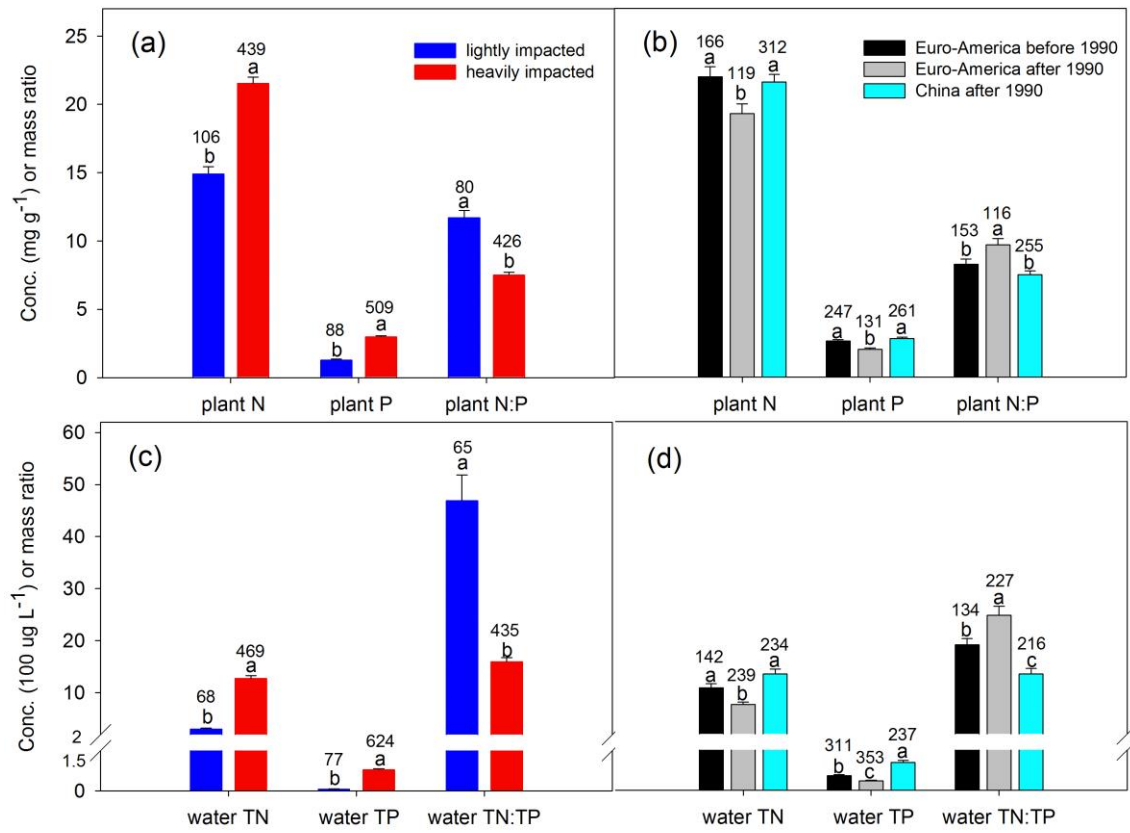 (a)
lightly impacted
heavily impacted
25
20
15
10
5
0
Conc. (mg g⁻¹) or mass ratio
106
b
439
a
88
b
509
a
80
a
426
b
plant N
plant P
plant N:P
(b)
Euro-America before 1990
Euro-America after 1990
China after 1990
166
a
119
b
312
a
247
a
131
b
261
a
153
b
116
a
255
b
plant N
plant P
plant N:P
(c)
60
50
40
30
20
10
2
1.5
0
Conc. (100 ug L⁻¹) or mass ratio
68
b
469
a
77
b
624
a
65
a
435
b
water TN
water TP
water TN:TP
(d)
142
a
239
b
234
a
311
b
353
c
237
a
134
b
227
a
216
c
water TN
water TP
water TN:TP